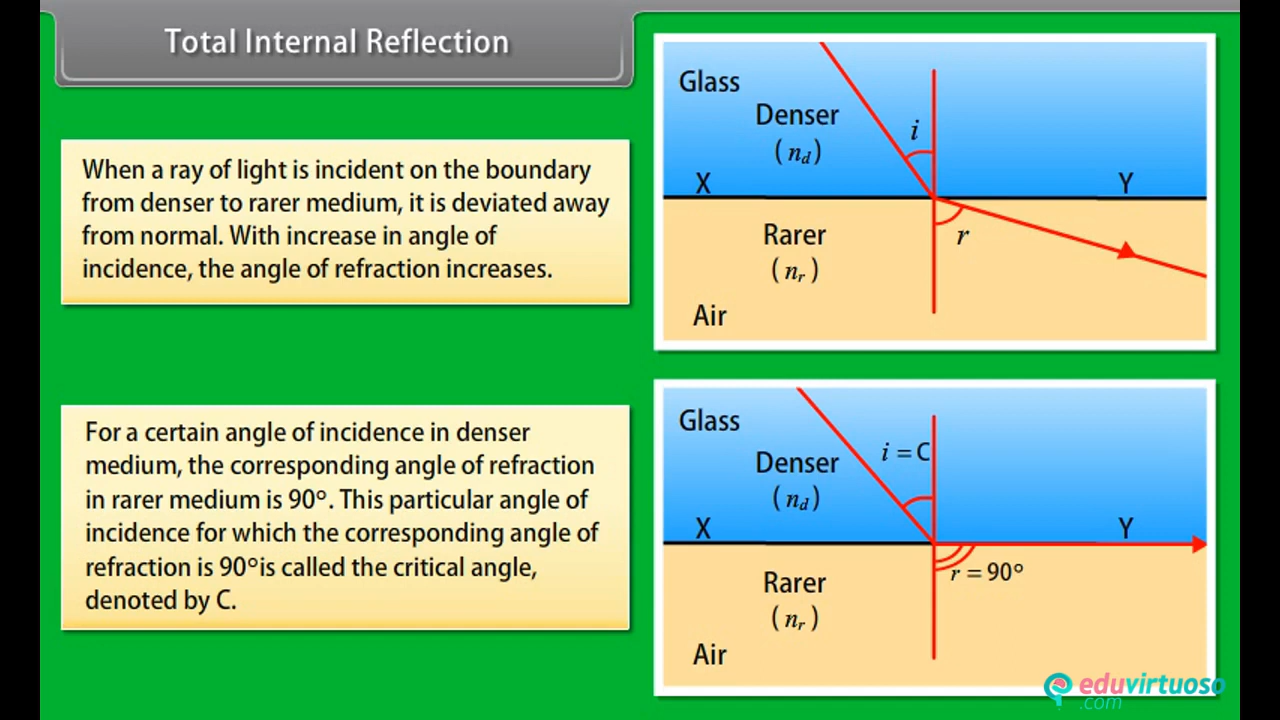 Total Internal Reflection
When a ray of light is incident on the boundary
from denser to rarer medium, it is deviated away
from normal. With increase in angle of
incidence, the angle of refraction increases.
Glass
Denser
i
( nd )
X
Y
Rarer
r
( nr )
Air
For a certain angle of incidence in denser
medium, the corresponding angle of refraction
in rarer medium is 90°. This particular angle of
incidence for which the corresponding angle of
refraction is 90°is called the critical angle,
denoted by C.
Glass
i = C
Denser
( nd )
X
Y
r = 90°
Rarer
( nr )
Air
eduvirtuoso
.com